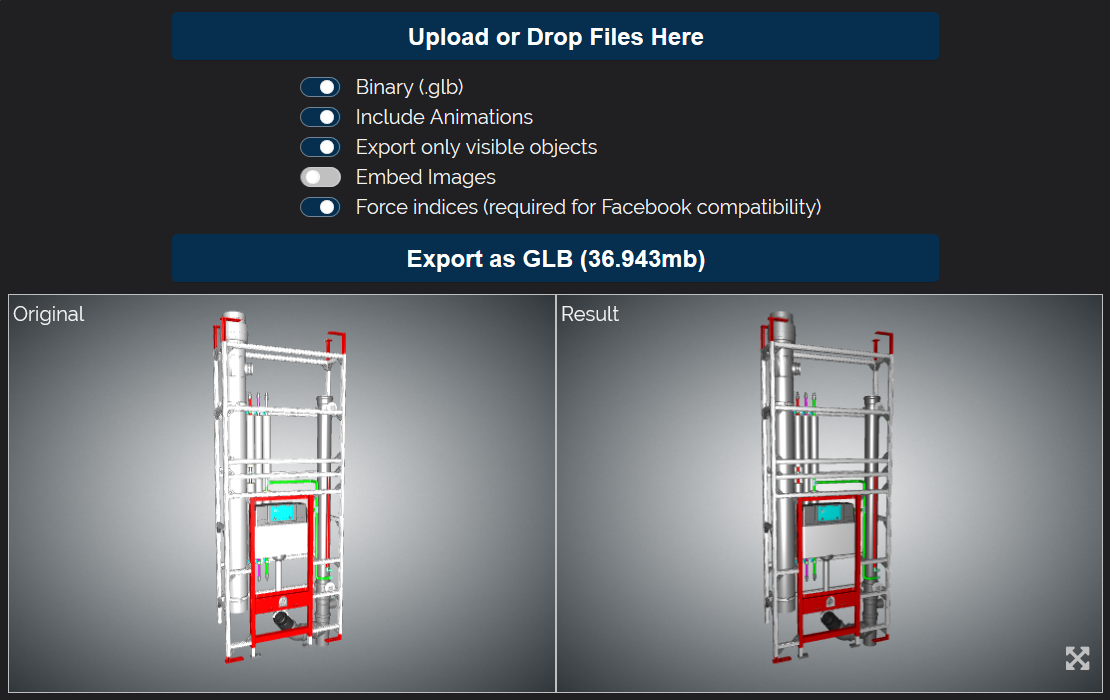 Upload or Drop Files Here
Binary (.glb)
Include Animations
Export only visible objects
Embed Images
Force indices (required for Facebook compatibility)
Export as GLB (36.943mb)
Original
Result